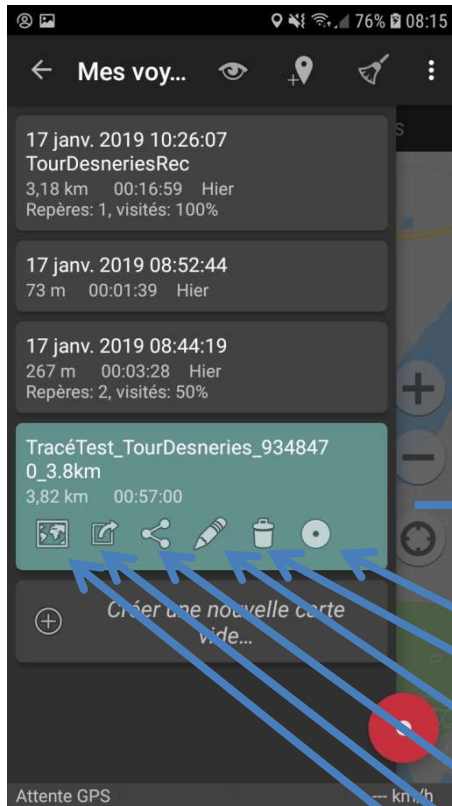 76% 08:15
Mes voy...
S
17 janv. 2019 10:26:07
TourDesneriesRec
3,18 km 00:16:59 Hier
Repères: 1, visités: 100%
17 janv. 2019 08:52:44
73 m 00:01:39 Hier
17 janv. 2019 08:44:19
267 m 00:03:28 Hier
Repères: 2, visités: 50%
TracéTest_TourDesneries_934847
0_3.8km
3,82 km 00:57:00
Créer une nouvelle carte
vide...
Attente GPS --- km/h